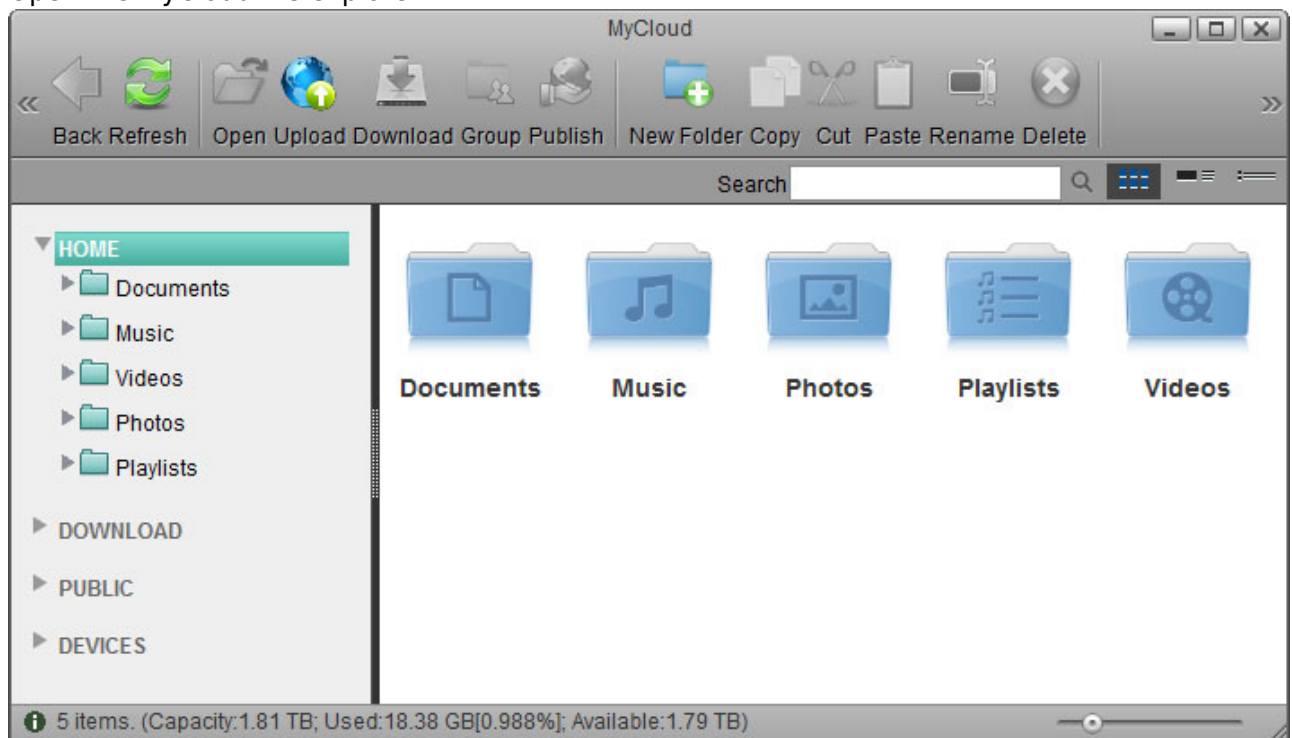 MyCloud
Back Refresh Open Upload Download Group Publish New Folder Copy Cut Paste Rename Delete
Search
HOME
Documents
Music
Videos
Photos
Playlists
DOWNLOAD
PUBLIC
DEVICES
Documents Music Photos Playlists Videos
5 items. (Capacity:1.81 TB; Used:18.38 GB[0.988%]; Available:1.79 TB)